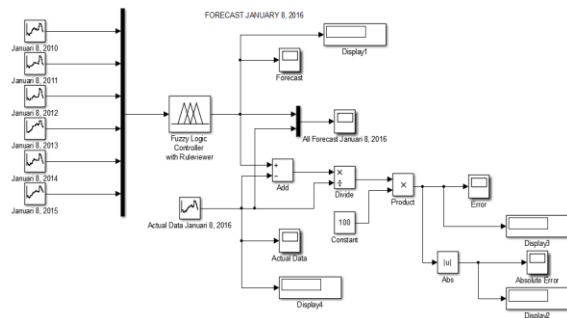 FORECAST JANUARY 8, 2016
Januari 8, 2010
Januari 8, 2011
Januari 8, 2012
Januari 8, 2013
Januari 8, 2014
Januari 8, 2015
Fuzzy Logic
Controller
with Ruleviewer
Display1
Forecast
All Forecast Januari 8, 2016
+
−
Add
×
÷
Divide
×
Product
Actual Data Januari 8, 2016
100
Constant
Error
Display3
Actual Data
|u|
Abs
Absolute Error
Display4
Display2